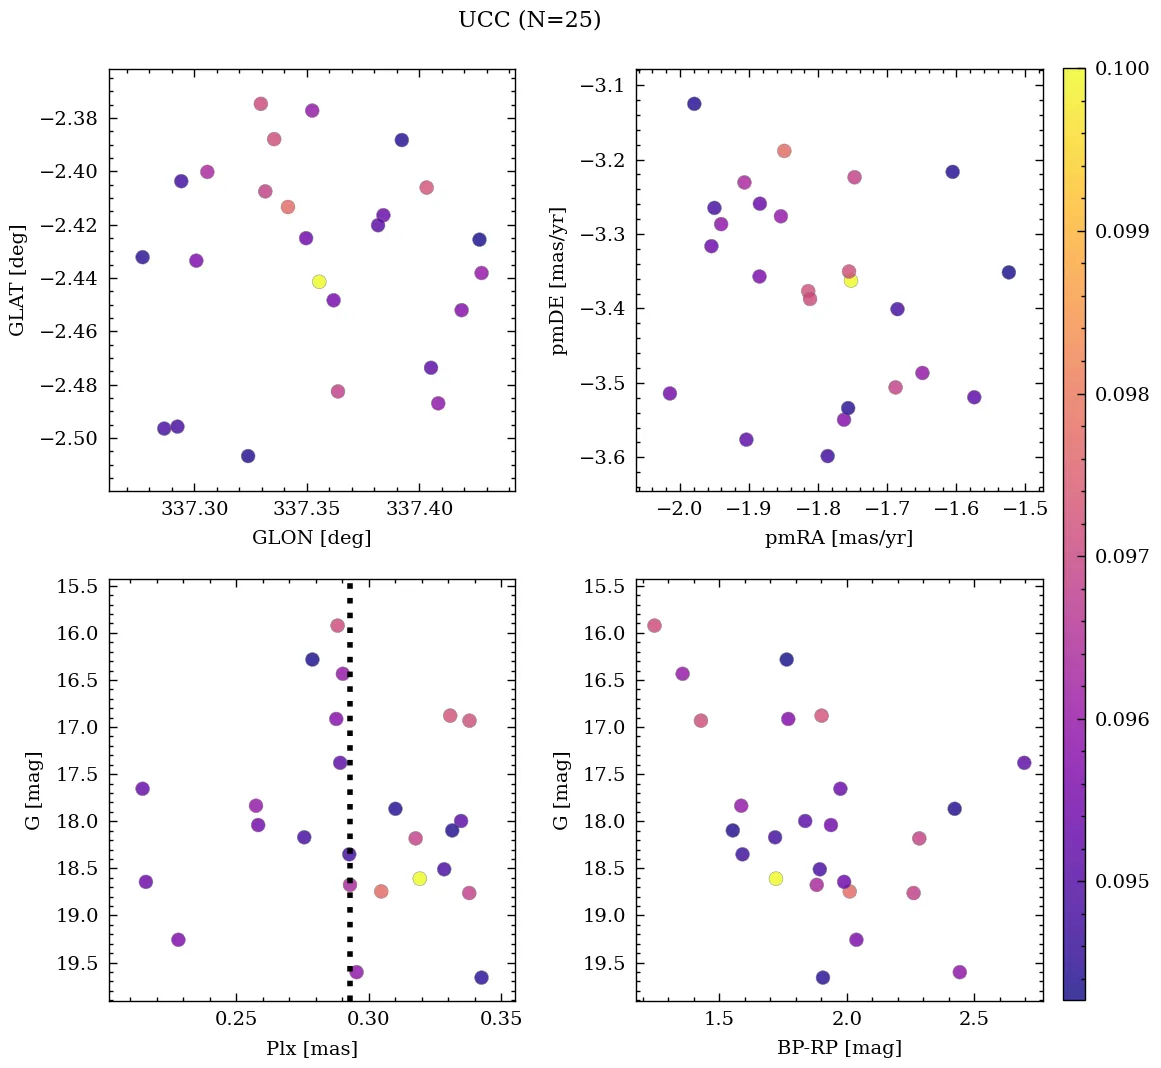 UCC (N=25)
−2.38
−2.40
−2.42
−2.44
−2.46
−2.48
−2.50
GLAT [deg]
337.30 337.35 337.40
GLON [deg]
−3.1
−3.2
−3.3
−3.4
−3.5
−3.6
pmDE [mas/yr]
−2.0 −1.9 −1.8 −1.7 −1.6 −1.5
pmRA [mas/yr]
15.5
16.0
16.5
17.0
17.5
18.0
18.5
19.0
19.5
G [mag]
0.25 0.30 0.35
Plx [mas]
15.5
16.0
16.5
17.0
17.5
18.0
18.5
19.0
19.5
G [mag]
1.5 2.0 2.5
BP-RP [mag]
0.100
0.099
0.098
0.097
0.096
0.095